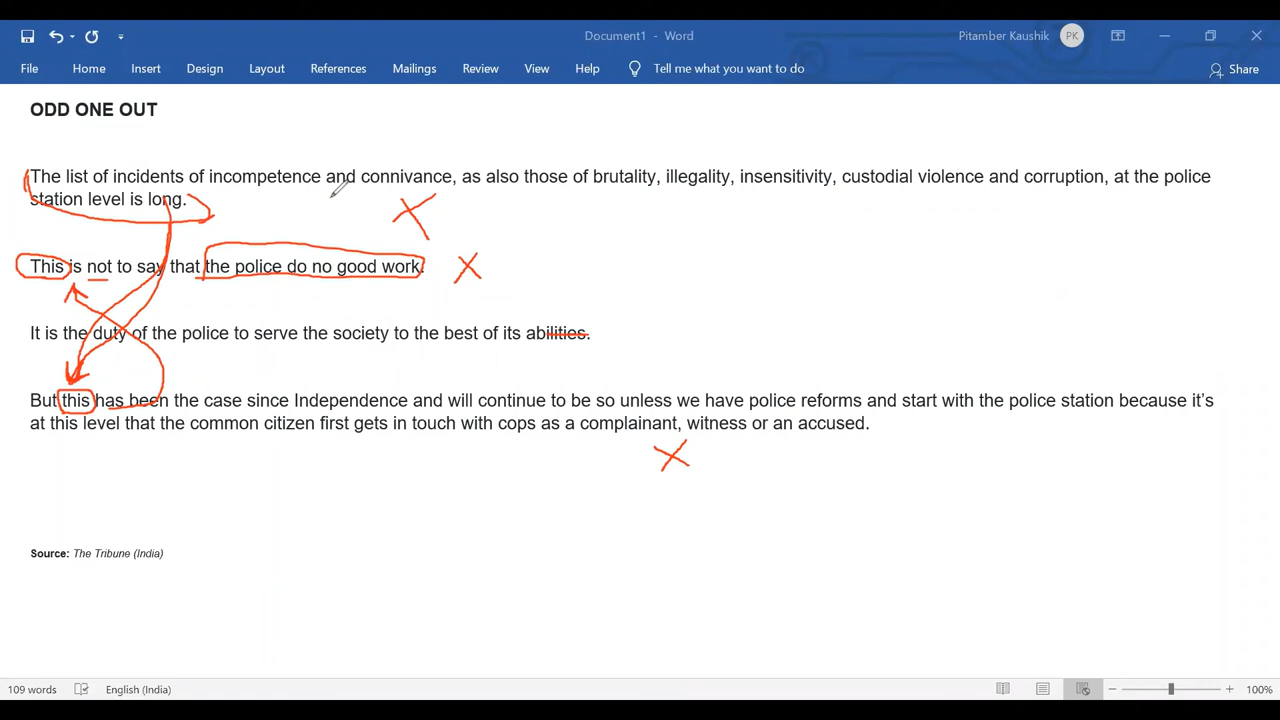 Document1 - Word
Pitamber Kaushik
PK
File Home Insert Design Layout References Mailings Review View Help Tell me what you want to do Share
ODD ONE OUT
The list of incidents of incompetence and connivance, as also those of brutality, illegality, insensitivity, custodial violence and corruption, at the police
station level is long.
This is not to say that the police do no good work.
It is the duty of the police to serve the society to the best of its abilities.
But this has been the case since Independence and will continue to be so unless we have police reforms and start with the police station because it's
at this level that the common citizen first gets in touch with cops as a complainant, witness or an accused.
Source: The Tribune (India)
109 words English (India) 100%